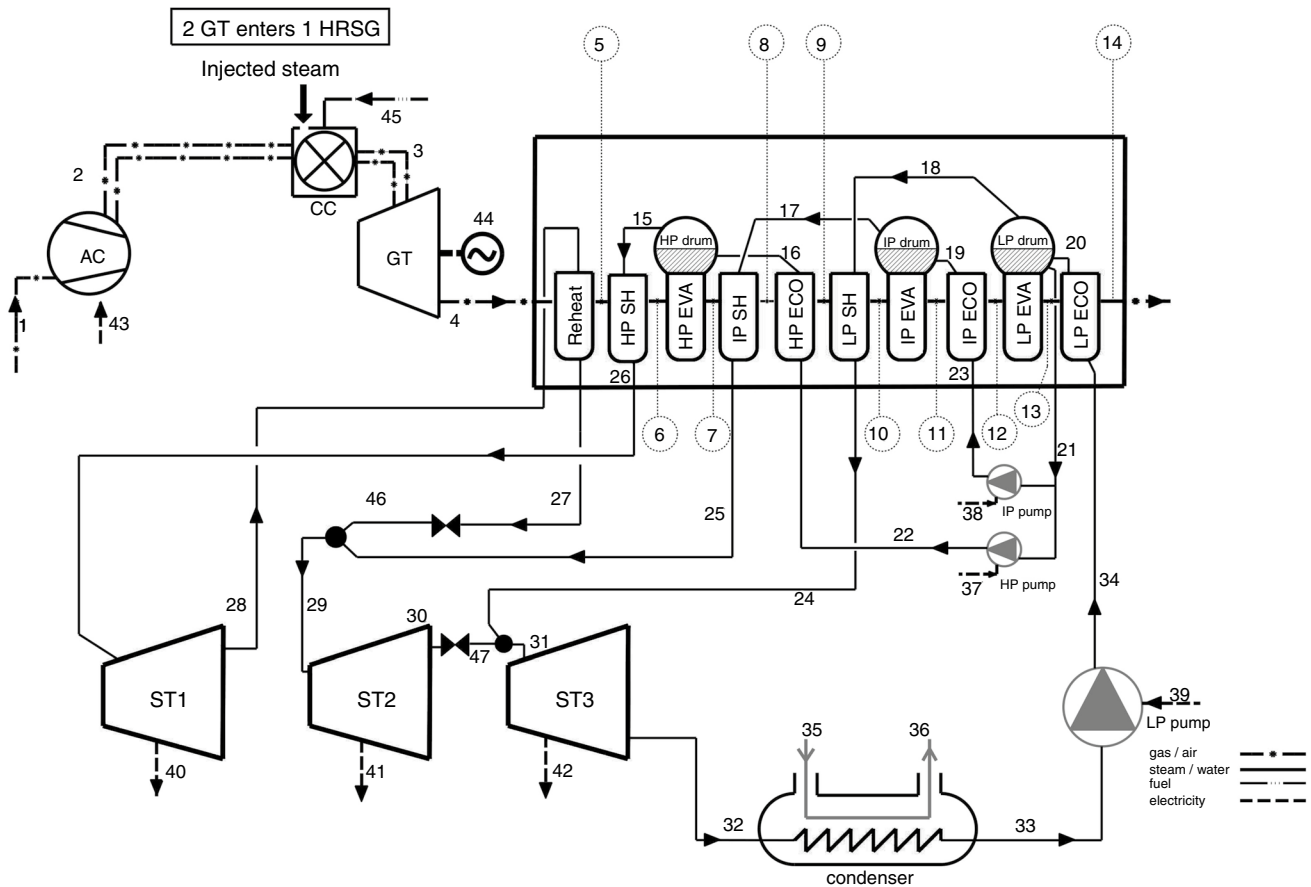 2 GT enters 1 HRSG
Injected steam
5
8
9
14
45
2
3
CC
18
AC
44
GT
15
HP drum
17
IP drum
LP drum
20
16
19
1
43
4
Reheat
HP SH
HP EVA
IP SH
HP ECO
LP SH
IP EVA
IP ECO
LP EVA
LP ECO
26
23
13
6
7
10
11
12
21
46
27
25
38
IP pump
22
37
HP pump
34
28
29
30
47
31
24
ST1
ST2
ST3
39
LP pump
35
36
40
41
42
gas / air
steam / water
fuel
electricity
32
33
condenser